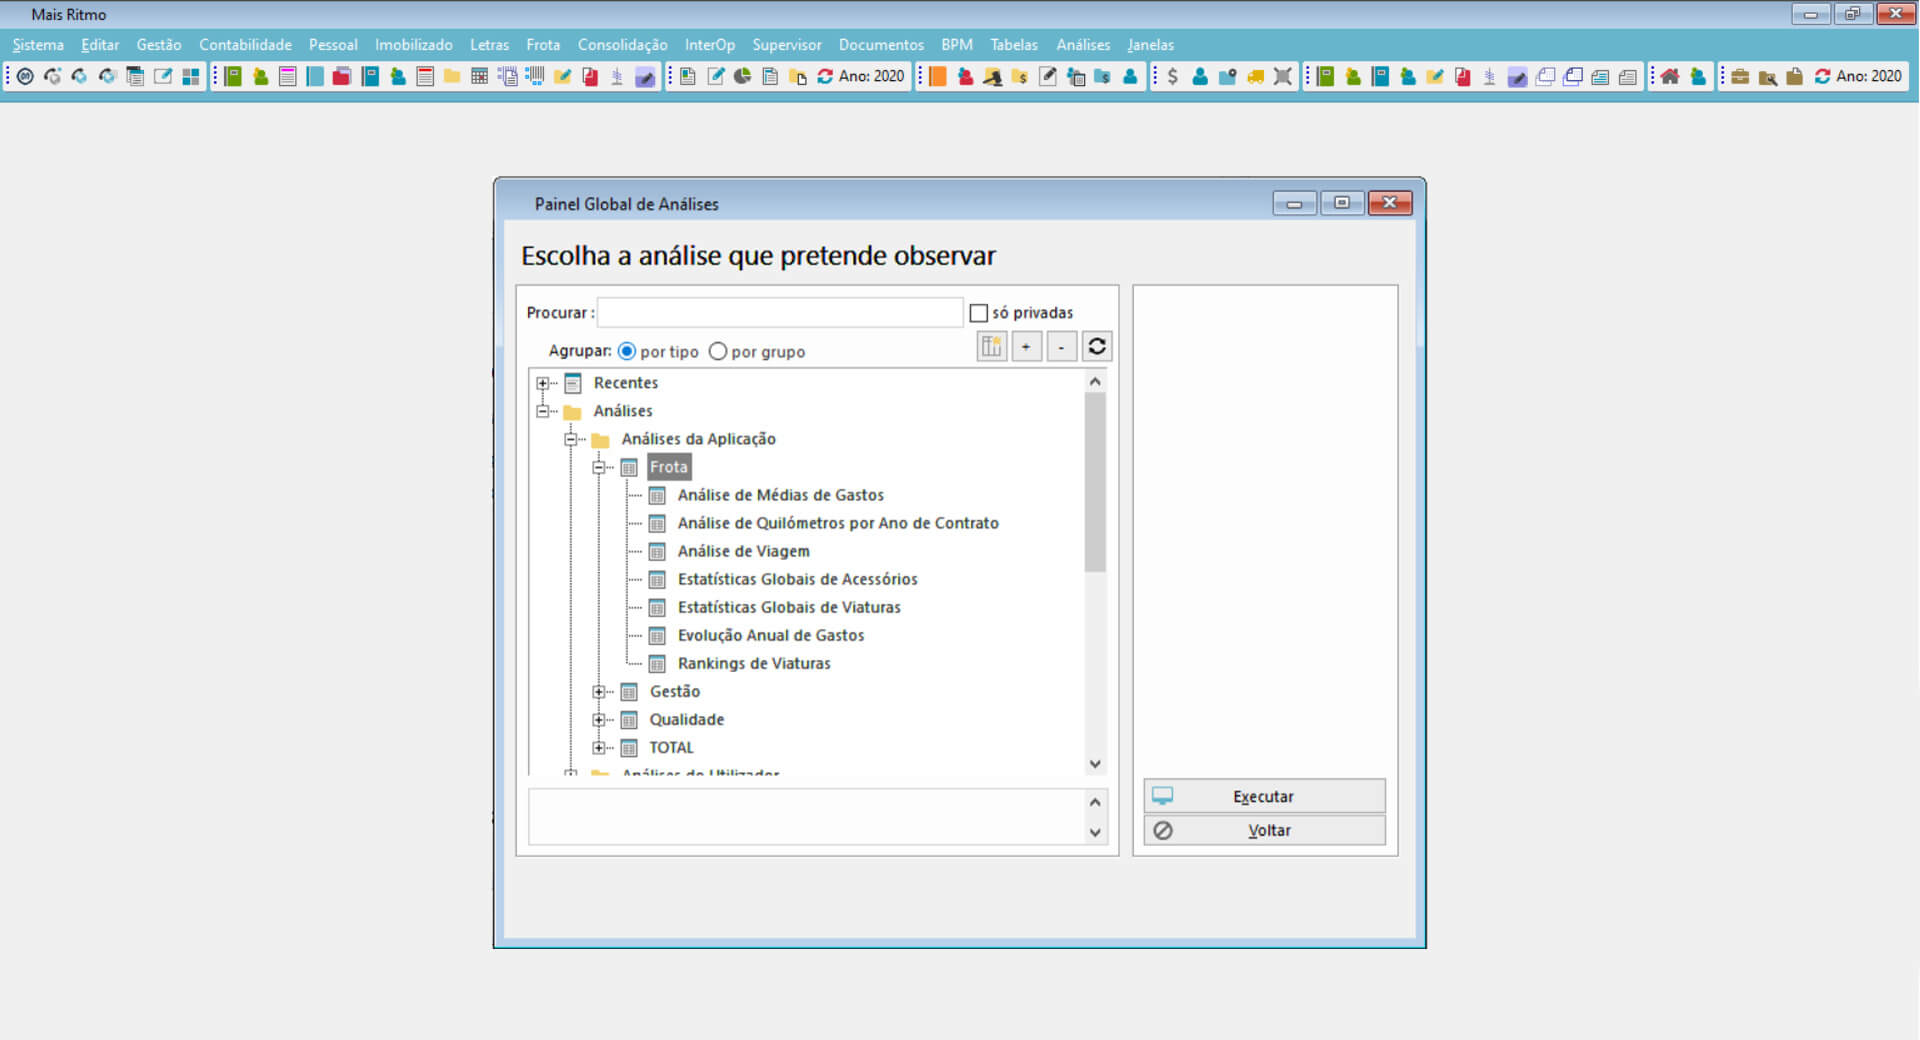 Mais Ritmo
Sistema Editar Gestão Contabilidade Pessoal Imobilizado Letras Frota Consolidação InterOp Supervisor Documentos BPM Tabelas Análises Janelas
Ano: 2020 Ano: 2020
Painel Global de Análises
Escolha a análise que pretende observar
Procurar : só privadas
Agrupar: por tipo por grupo + -
Recentes
Análises
Análises da Aplicação
Frota
Análise de Médias de Gastos
Análise de Quilómetros por Ano de Contrato
Análise de Viagem
Estatísticas Globais de Acessórios
Estatísticas Globais de Viaturas
Evolução Anual de Gastos
Rankings de Viaturas
Gestão
Qualidade
TOTAL
Análises do Utilizador
Executar
Voltar